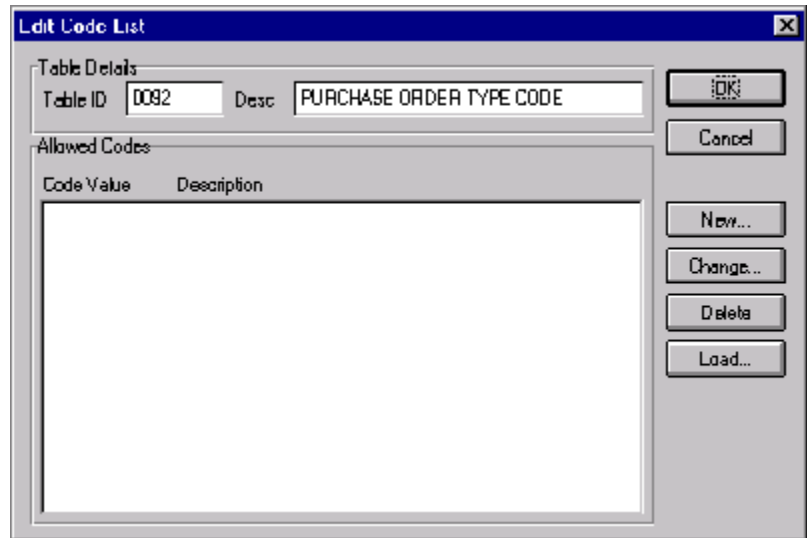 Edit Code List
Table Details
Table ID 0092 Desc PURCHASE ORDER TYPE CODE
OK
Cancel
Allowed Codes
Code Value Description
New...
Change...
Delete
Load...